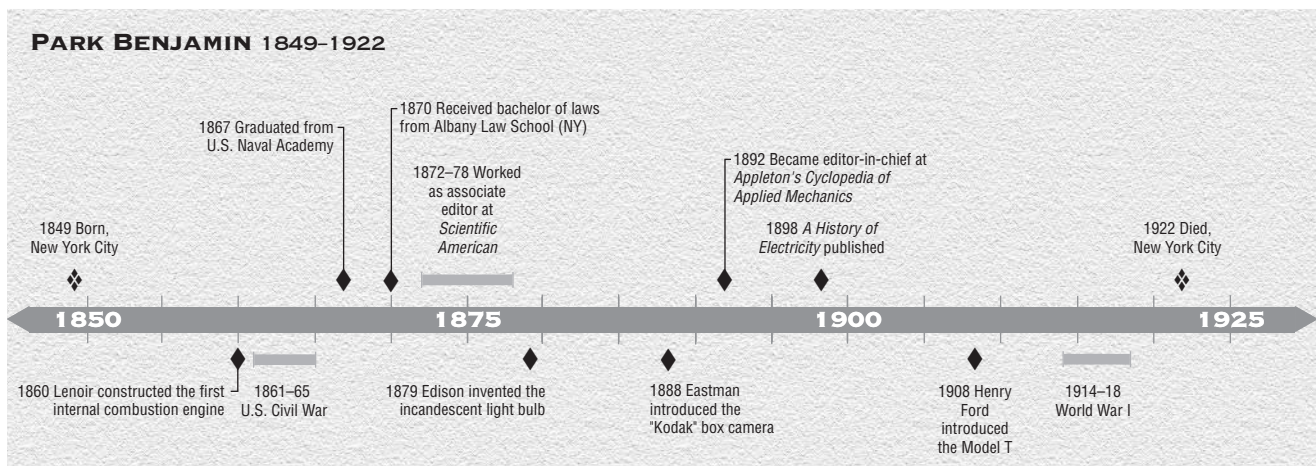 PARK BENJAMIN 1849–1922
1849 Born,
New York City
1867 Graduated from
U.S. Naval Academy
1870 Received bachelor of laws
from Albany Law School (NY)
1872–78 Worked
as associate
editor at
Scientific
American
1892 Became editor-in-chief at
Appleton's Cyclopedia of
Applied Mechanics
1898 A History of
Electricity published
1922 Died,
New York City
1850 1875 1900 1925
1860 Lenoir constructed the first
internal combustion engine
1861–65
U.S. Civil War
1879 Edison invented the
incandescent light bulb
1888 Eastman
introduced the
"Kodak" box camera
1908 Henry
Ford
introduced
the Model T
1914–18
World War I